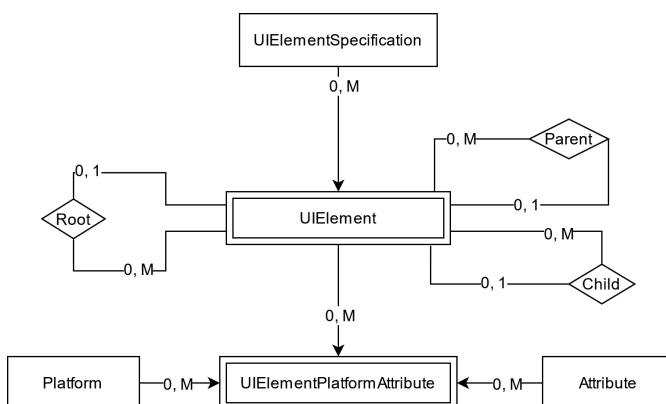 UIElementSpecification
0, M
0, M
Parent
0, 1
Root
UIElement
0, 1
0, M
0, M
0, 1
Child
0, M
Platform
0, M
UIElementPlatformAttribute
0, M
Attribute